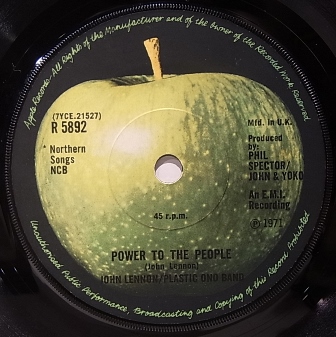 Apple Records·All Rights of the Manufacturer and of the Owner of the Recorded Work Reserved
(7YCE.21527)
R 5892
* Northern
Songs
NCB
Mfd. in U.K.
Produced
by:
PHIL
SPECTOR/
JOHN & YOKO
An E.M.I.
Recording
℗ 1971
45 r.p.m.
POWER TO THE PEOPLE
(John Lennon)
JOHN LENNON/PLASTIC ONO BAND
Unauthorised Public Performance, Broadcasting and Copying of this Record Prohibited